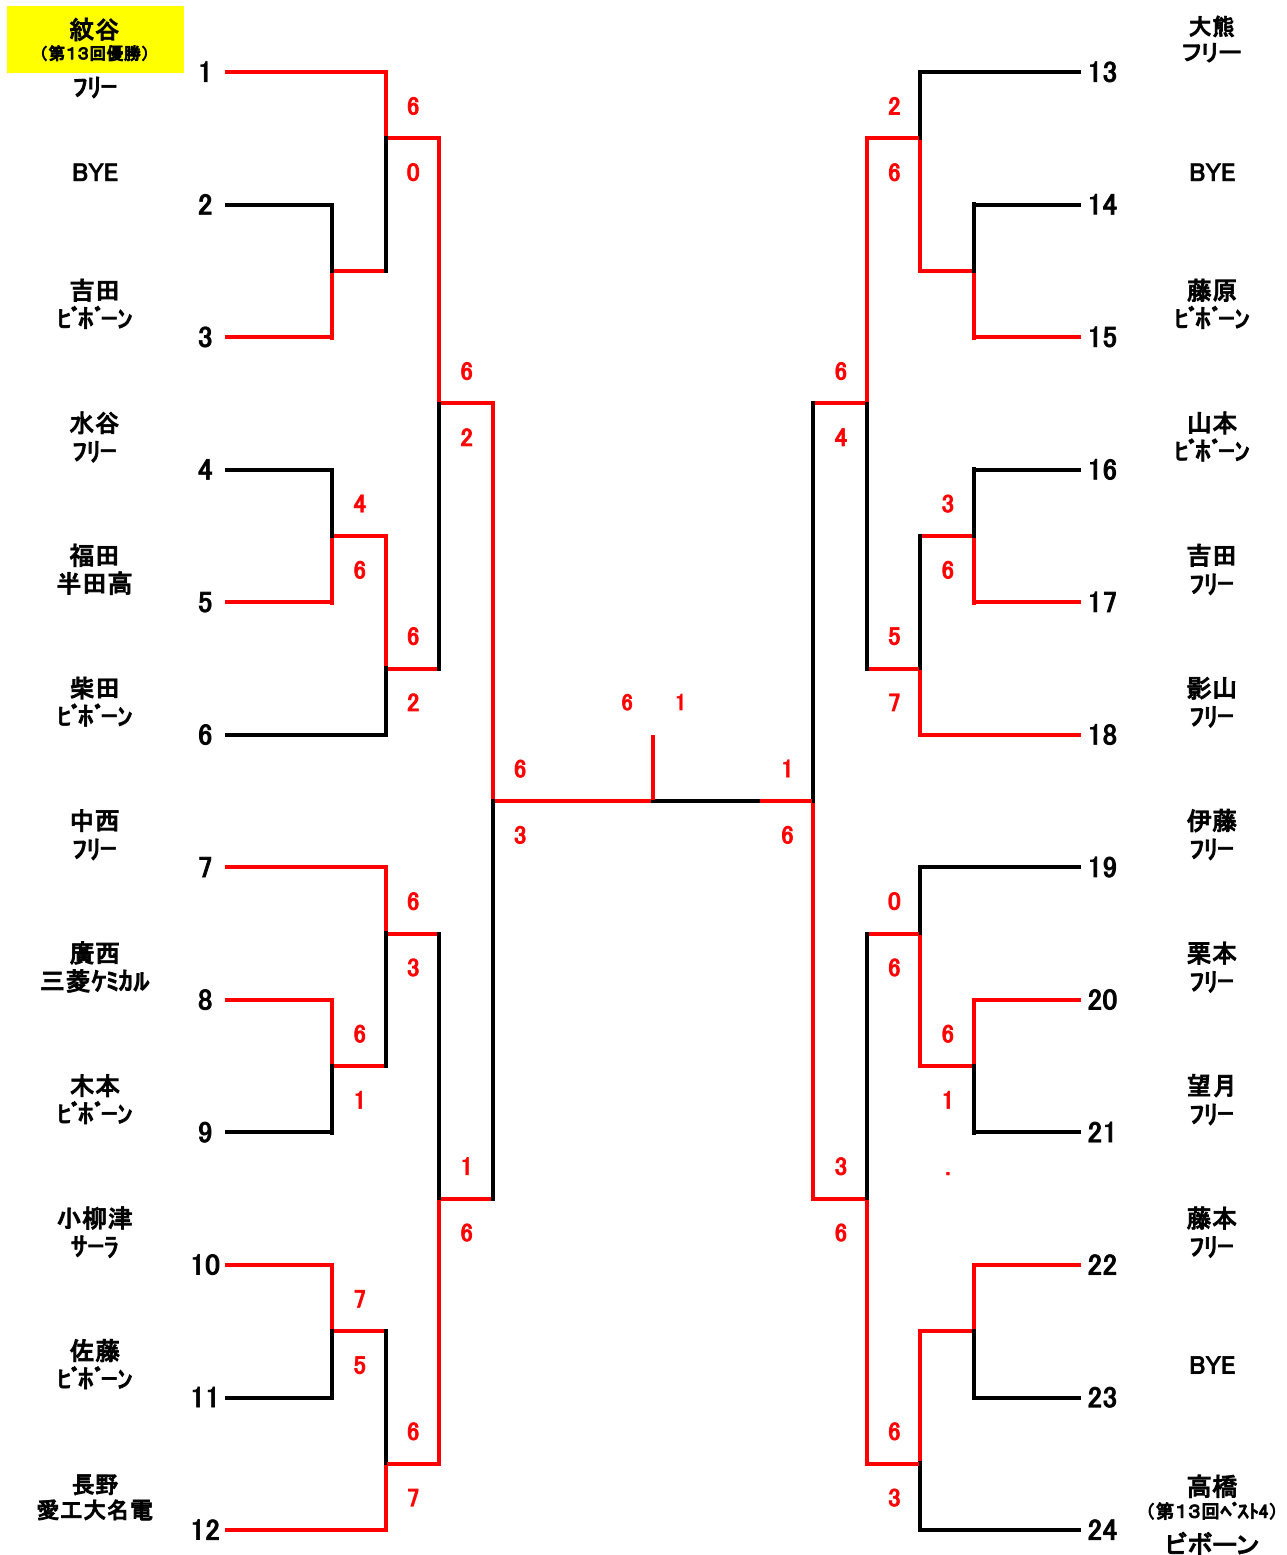 紋谷
(第13回優勝)
フリー
1
BYE
2
吉田
ビボーン
3
水谷
フリー
4
福田
半田高
5
柴田
ビボーン
6
中西
フリー
7
廣西
三菱ケミカル
8
木本
ビボーン
9
小柳津
サーラ
10
佐藤
ビボーン
11
長野
愛工大名電
12
6
0
4
6
6
2
6
2
6
3
6
1
7
5
6
7
1
6
6
3
6 1
1
6
2
6
6
4
3
6
5
7
0
6
6
1
.
3
6
6
3
大熊
フリー
13
BYE
14
藤原
ビボーン
15
山本
ビボーン
16
吉田
フリー
17
影山
フリー
18
伊藤
フリー
19
栗本
フリー
20
望月
フリー
21
藤本
フリー
22
BYE
23
高橋
(第13回ベスト4)
ビボーン
24